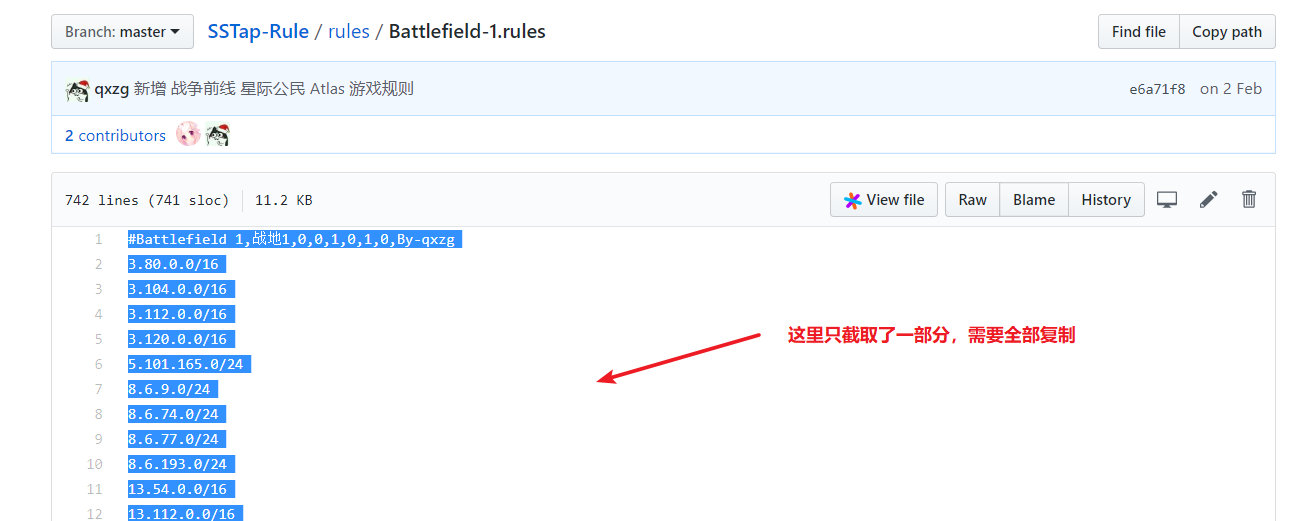 Branch: master
SSTap-Rule / rules / Battlefield-1.rules
Find file
Copy path
qxzg 新增 战争前线 星际公民 Atlas 游戏规则
e6a71f8 on 2 Feb
2 contributors
742 lines (741 sloc)
11.2 KB
View file
Raw
Blame
History
1 #Battlefield 1,战地1,0,0,1,0,1,0,By-qxzg
2 3.80.0.0/16
3 3.104.0.0/16
4 3.112.0.0/16
这里只截取了一部分，需要全部复制
5 3.120.0.0/16
6 5.101.165.0/24
7 8.6.9.0/24
8 8.6.74.0/24
9 8.6.77.0/24
10 8.6.193.0/24
11 13.54.0.0/16
12 13.112.0.0/16